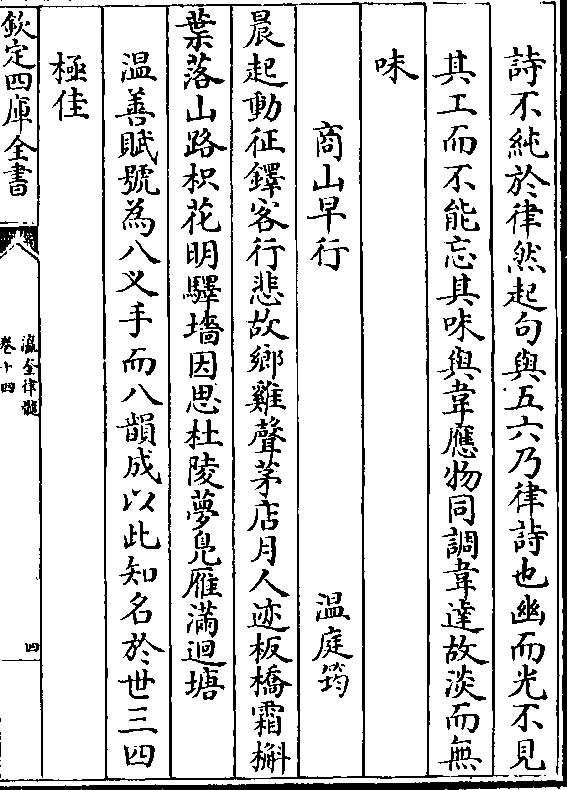 詩不純於律然起句與五六乃律詩也幽而光不見
其工而不能忘其味與韋應物同調韋達故淡而無
味
商山早行　温庭筠
晨起動征鐸客行悲故鄉雞聲茅店月人迹板橋霜槲
葉落山路枳花明驛墻因思杜陵夢鳬雁滿迴塘
温善賦號為八乂手而八韻成以此知名於世三四
極佳
欽定四庫全書
瀛奎律髓
卷十四
四